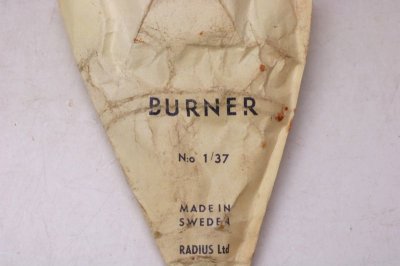 BURNER
N:o 1/37
MADE IN
SWEDEN
RADIUS Ltd